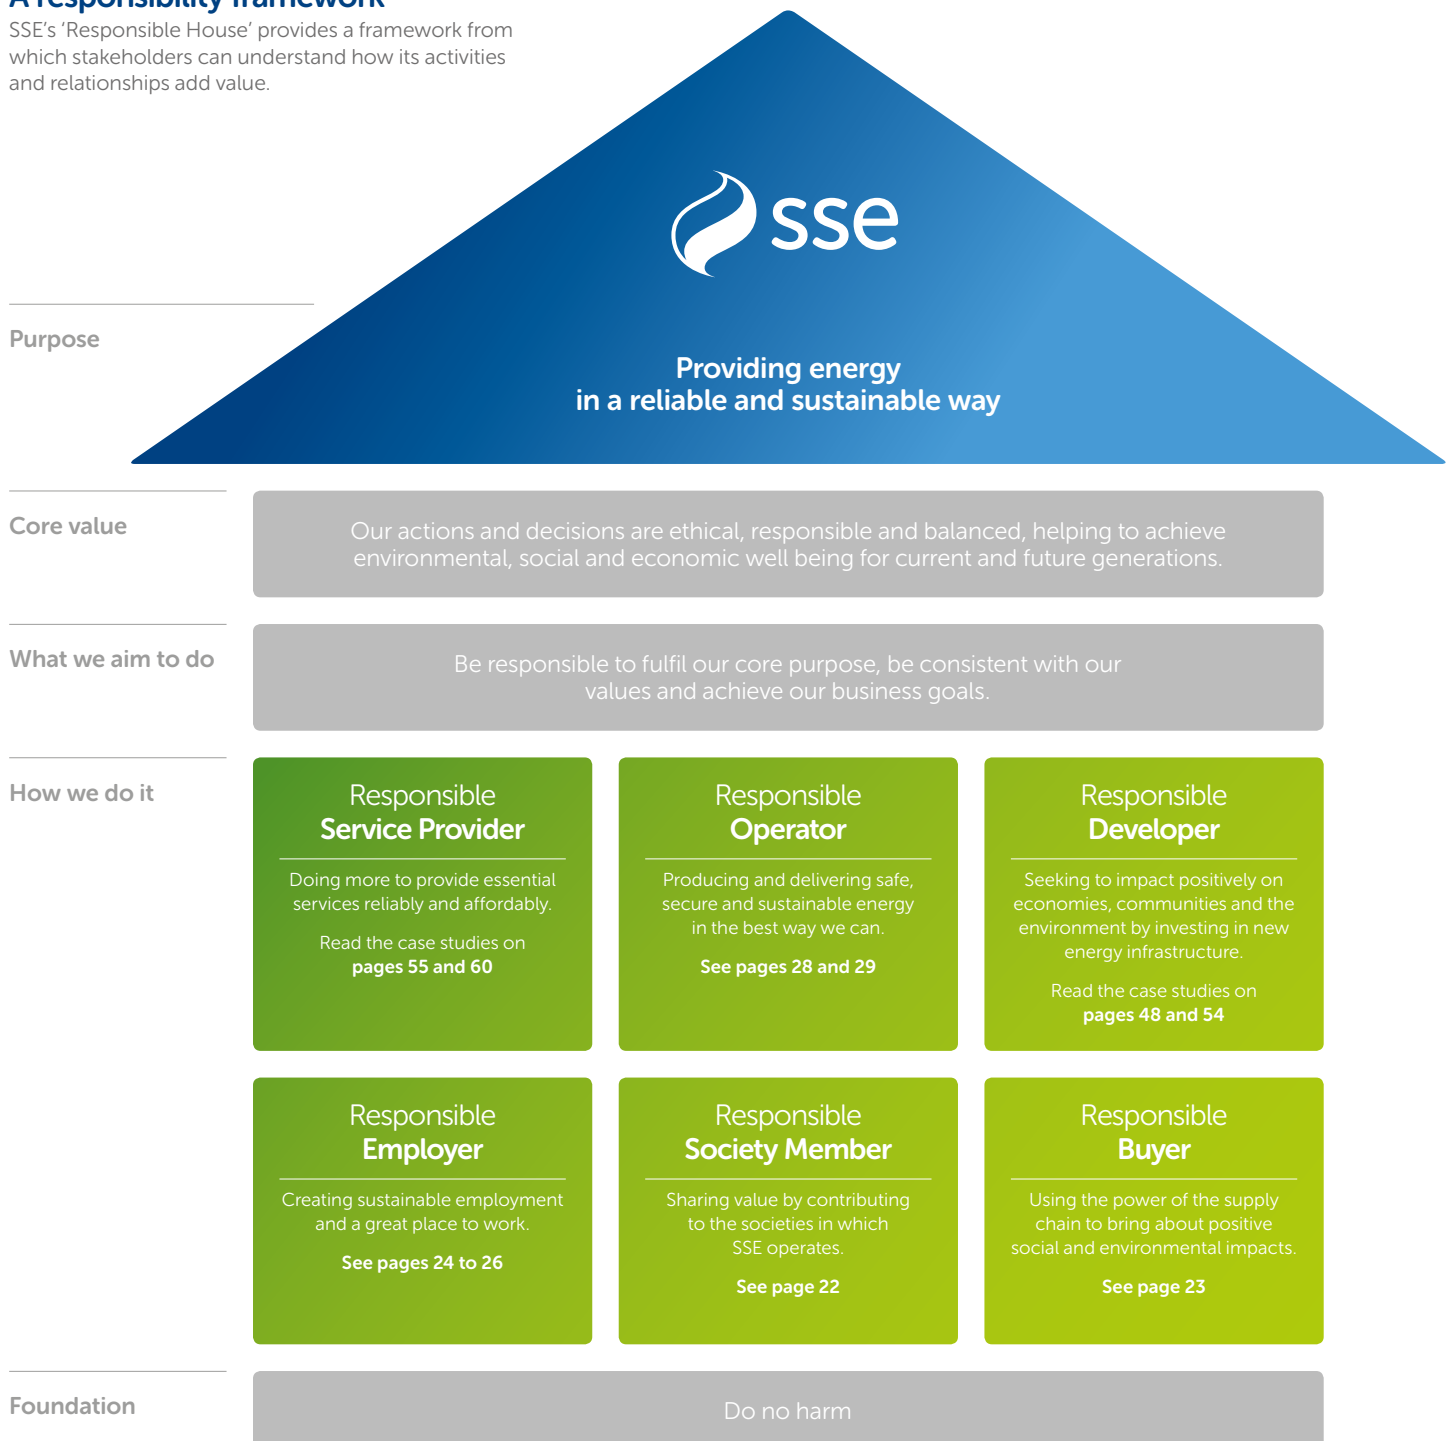 A responsibility framework
SSE's 'Responsible House' provides a framework from
which stakeholders can understand how its activities
and relationships add value.
sse
Purpose
Providing energy
in a reliable and sustainable way
Core value
Our actions and decisions are ethical, responsible and balanced, helping to achieve
environmental, social and economic well being for current and future generations.
What we aim to do
Be responsible to fulfil our core purpose, be consistent with our
values and achieve our business goals.
How we do it
Responsible
Service Provider
Doing more to provide essential
services reliably and affordably.
Read the case studies on
pages 55 and 60
Responsible
Operator
Producing and delivering safe,
secure and sustainable energy
in the best way we can.
See pages 28 and 29
Responsible
Developer
Seeking to impact positively on
economies, communities and the
environment by investing in new
energy infrastructure.
Read the case studies on
pages 48 and 54
Responsible
Employer
Creating sustainable employment
and a great place to work.
See pages 24 to 26
Responsible
Society Member
Sharing value by contributing
to the societies in which
SSE operates.
See page 22
Responsible
Buyer
Using the power of the supply
chain to bring about positive
social and environmental impacts.
See page 23
Foundation
Do no harm